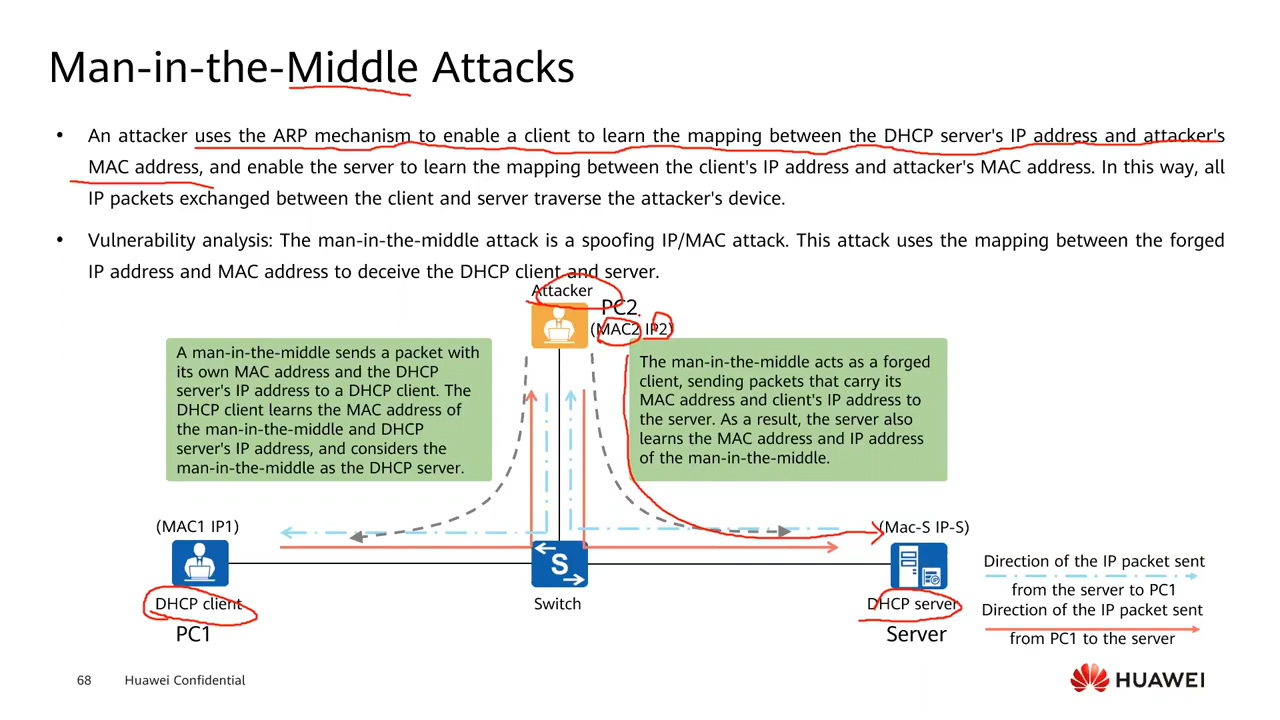 Man-in-the-Middle Attacks
• An attacker uses the ARP mechanism to enable a client to learn the mapping between the DHCP server's IP address and attacker's
MAC address, and enable the server to learn the mapping between the client's IP address and attacker's MAC address. In this way, all
IP packets exchanged between the client and server traverse the attacker's device.
• Vulnerability analysis: The man-in-the-middle attack is a spoofing IP/MAC attack. This attack uses the mapping between the forged
IP address and MAC address to deceive the DHCP client and server.
Attacker
PC2
(MAC2 IP2)
A man-in-the-middle sends a packet with
its own MAC address and the DHCP
server's IP address to a DHCP client. The
DHCP client learns the MAC address of
the man-in-the-middle and DHCP
server's IP address, and considers the
man-in-the-middle as the DHCP server.
The man-in-the-middle acts as a forged
client, sending packets that carry its
MAC address and client's IP address to
the server. As a result, the server also
learns the MAC address and IP address
of the man-in-the-middle.
(MAC1 IP1)
(Mac-S IP-S)
S
DHCP client
Switch
DHCP server
PC1
Server
Direction of the IP packet sent
from the server to PC1
Direction of the IP packet sent
from PC1 to the server
68
Huawei Confidential
HUAWEI